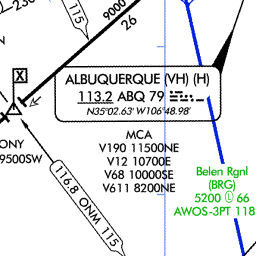 230
115
9000
26
X
ALBUQUERQUE (VH) (H)
113.2 ABQ 79
N35°02.63' W106°48.98'
ONY
9500SW
MCA
V190 11500NE
V12 10700E
V68 10000SE
V611 8200NE
116.8 ONM 115
Belen Rgnl
(BRG)
5200 L 66
AWOS-3PT 118